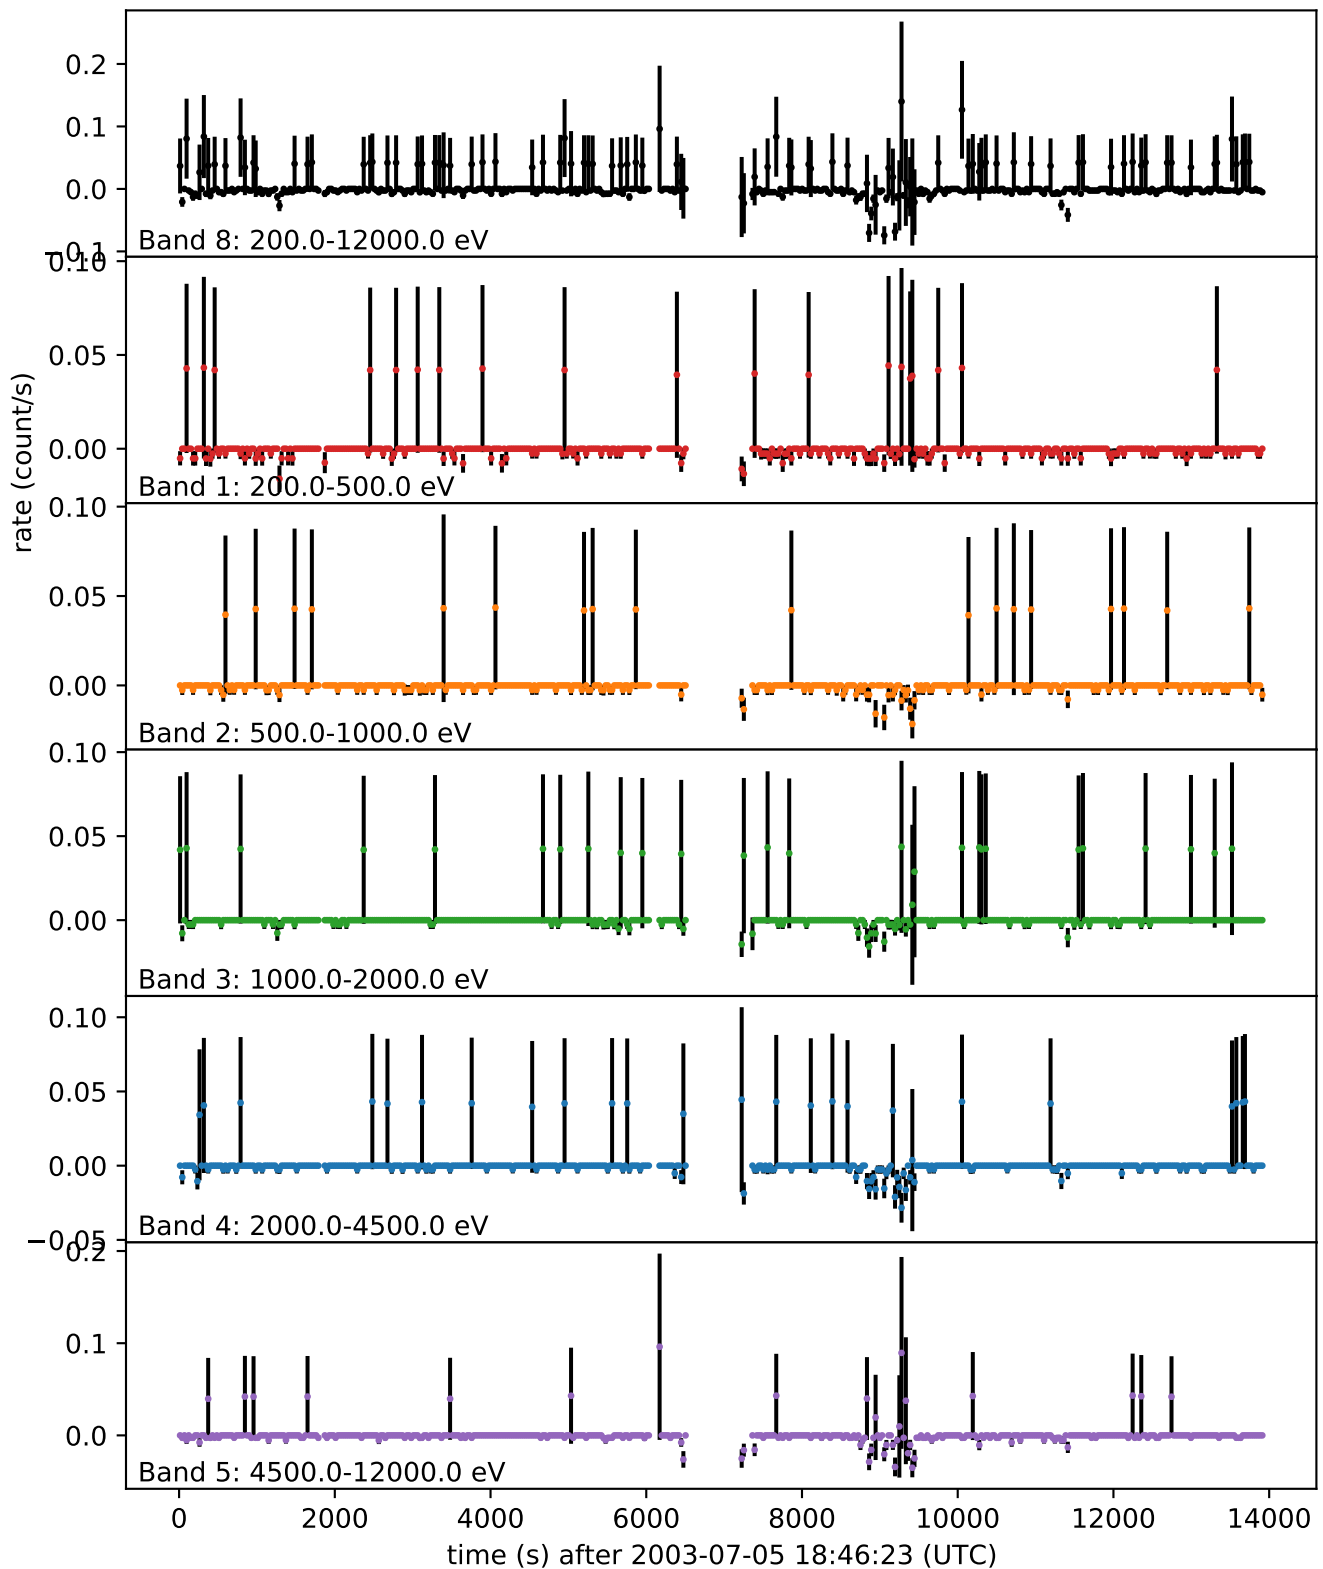 0.2
0.1
0.0
−0.1
Band 8: 200.0-12000.0 eV
0.10
0.05
0.00
Band 1: 200.0-500.0 eV
rate (count/s)
0.10
0.05
0.00
Band 2: 500.0-1000.0 eV
0.10
0.05
0.00
Band 3: 1000.0-2000.0 eV
0.10
0.05
0.00
−0.05
Band 4: 2000.0-4500.0 eV
0.2
0.1
0.0
Band 5: 4500.0-12000.0 eV
0 2000 4000 6000 8000 10000 12000 14000
time (s) after 2003-07-05 18:46:23 (UTC)